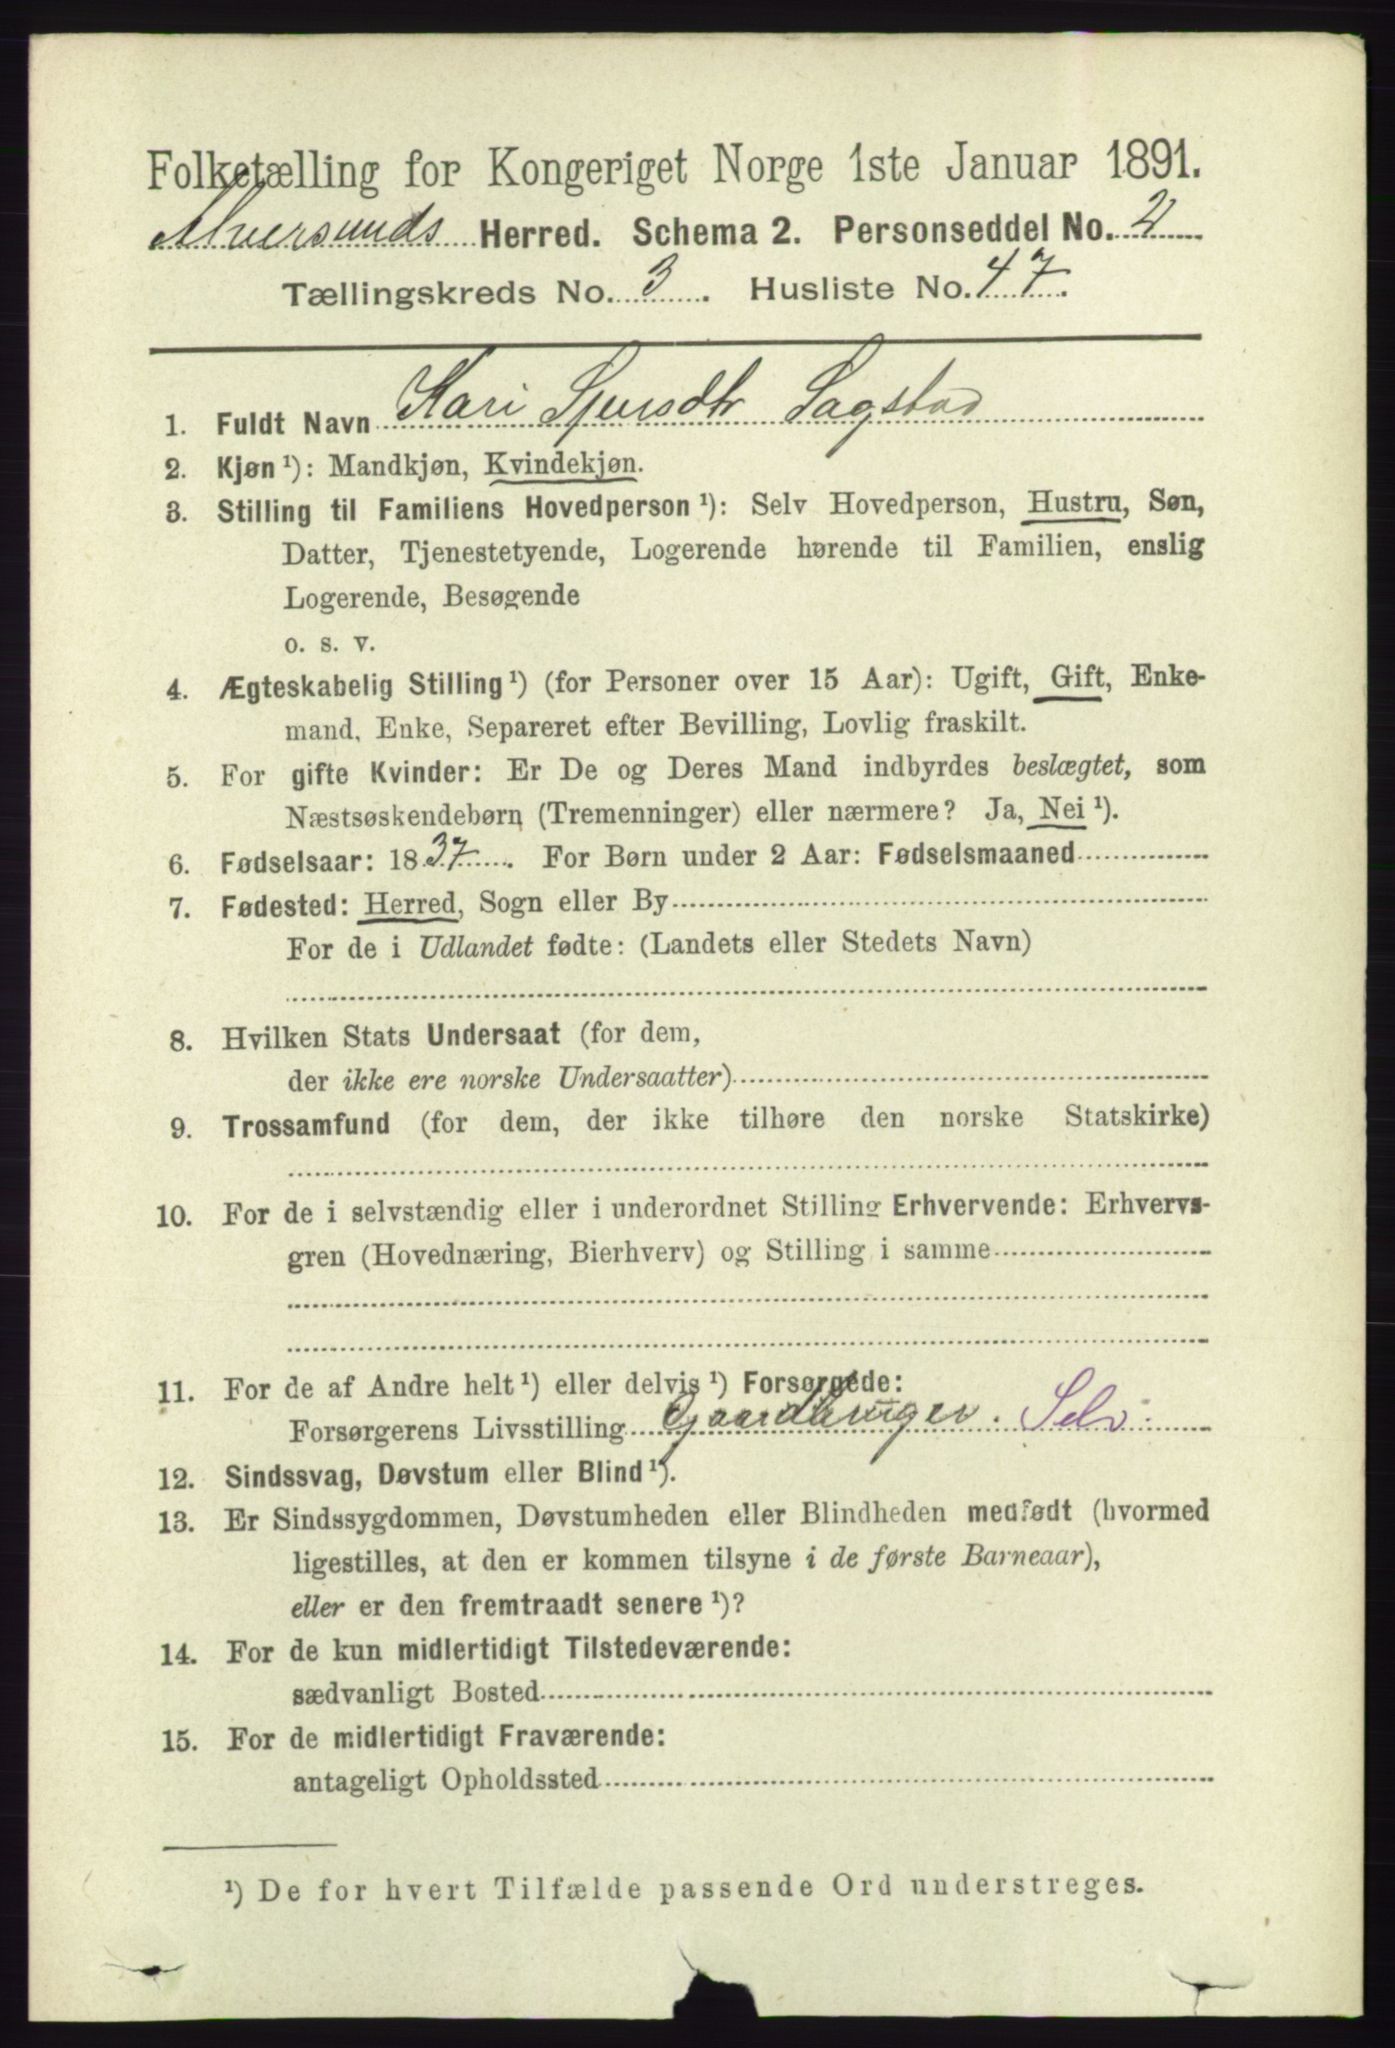 Folketælling for Kongeriget Norge 1ste Januar 1891.
Alversunds Herred. Schema 2. Personseddel No. 2
Tællingskreds No. 3. Husliste No. 47.
1. Fuldt Navn Kari Sjursdtr Sagstad
2. Kjøn ¹): Mandkjøn, Kvindekjøn.
3. Stilling til Familiens Hovedperson ¹): Selv Hovedperson, Hustru, Søn,
Datter, Tjenestetyende, Logerende hørende til Familien, enslig
Logerende, Besøgende
o. s. v.
4. Ægteskabelig Stilling ¹) (for Personer over 15 Aar): Ugift, Gift, Enke-
mand, Enke, Separeret efter Bevilling, Lovlig fraskilt.
5. For gifte Kvinder: Er De og Deres Mand indbyrdes beslægtet, som
Næstsøskendebørn (Tremenninger) eller nærmere? Ja, Nei ¹).
6. Fødselsaar: 1837. For Børn under 2 Aar: Fødselsmaaned
7. Fødested: Herred, Sogn eller By
For de i Udlandet fødte: (Landets eller Stedets Navn)
8. Hvilken Stats Undersaat (for dem,
der ikke ere norske Undersaatter)
9. Trossamfund (for dem, der ikke tilhøre den norske Statskirke)
10. For de i selvstændig eller i underordnet Stilling Erhvervende: Erhvervs-
gren (Hovednæring, Bierhverv) og Stilling i samme
11. For de af Andre helt ¹) eller delvis ¹) Forsørgede:
Forsørgerens Livsstilling Gaardbruger. Selv.
12. Sindssvag, Døvstum eller Blind ¹).
13. Er Sindssygdommen, Døvstumheden eller Blindheden medfødt (hvormed
ligestilles, at den er kommen tilsyne i de første Barneaar),
eller er den fremtraadt senere ¹)?
14. For de kun midlertidigt Tilstedeværende:
sædvanligt Bosted
15. For de midlertidigt Fraværende:
antageligt Opholdssted
¹) De for hvert Tilfælde passende Ord understreges.